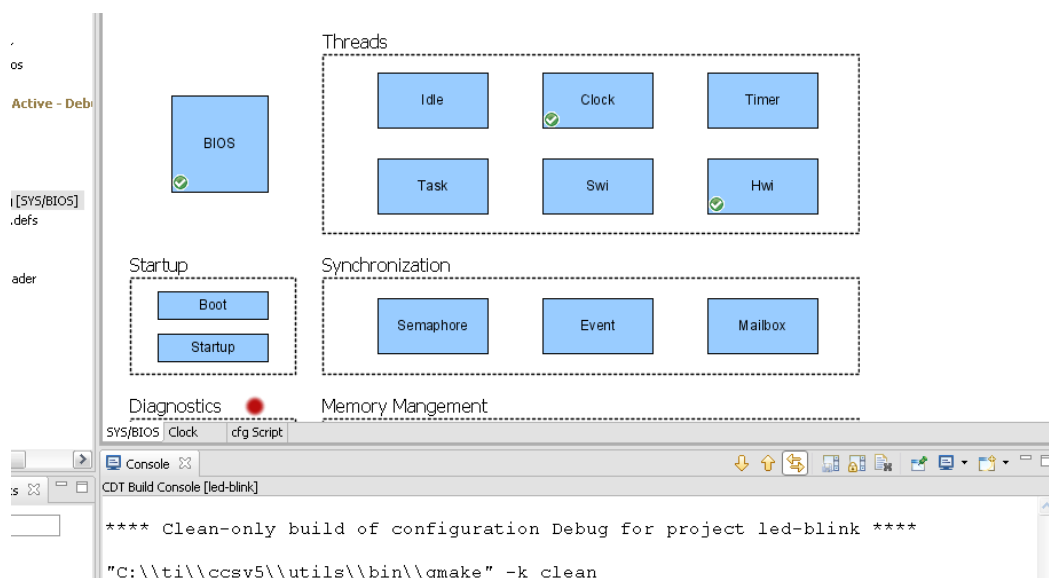 os
Active - Deb
[SYS/BIOS]
.defs
ader
Threads
Idle
Clock
Timer
BIOS
Task
Swi
Hwi
Startup
Boot
Startup
Synchronization
Semaphore
Event
Mailbox
Diagnostics
Memory Mangement
SYS/BIOS Clock cfg Script
Console
CDT Build Console [led-blink]
**** Clean-only build of configuration Debug for project led-blink ****
"C:\\ti\\ccsv5\\utils\\bin\\gmake" -k clean